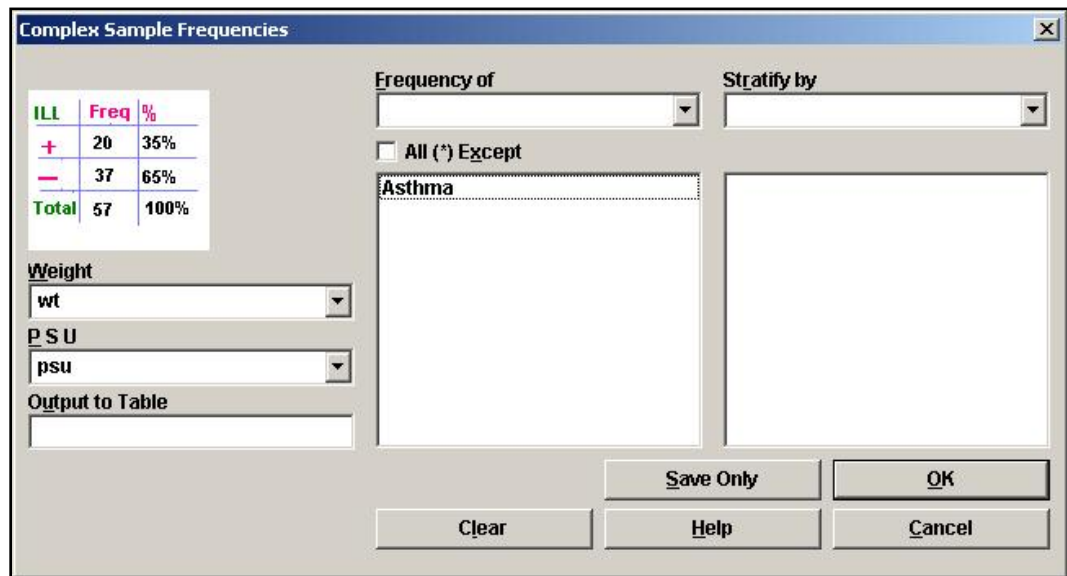 Complex Sample Frequencies
ILL Freq %
+ 20 35%
— 37 65%
Total 57 100%
Weight
wt
P S U
psu
Output to Table
Frequency of
All (*) Except
Asthma
Stratify by
Save Only
OK
Clear
Help
Cancel